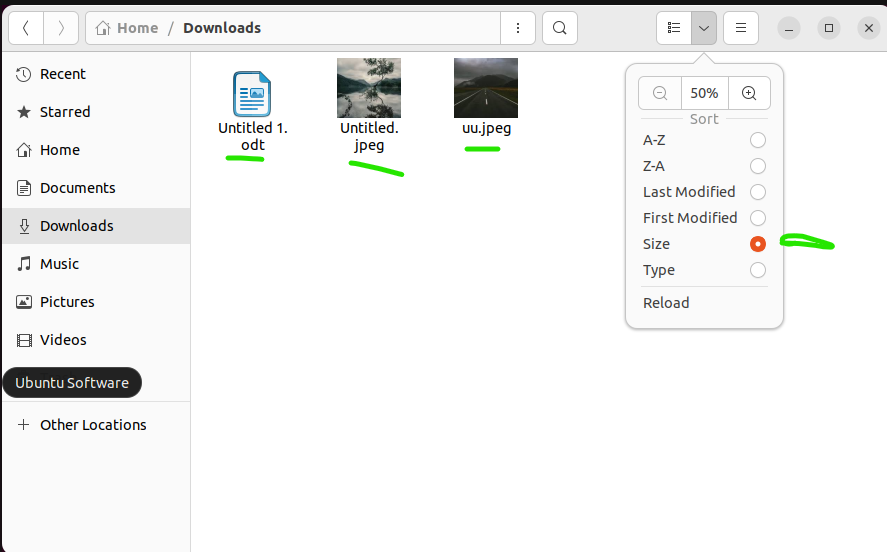 Home / Downloads
50%
Sort
A-Z
Z-A
Last Modified
First Modified
Size
Type
Reload
Recent
Starred
Home
Documents
Downloads
Music
Pictures
Videos
Ubuntu Software
Other Locations
Untitled 1.
odt
Untitled.
jpeg
uu.jpeg